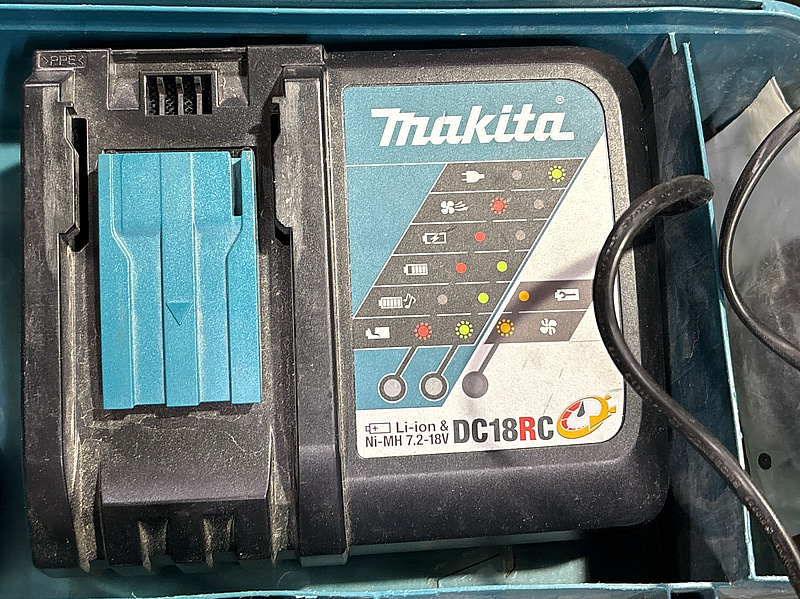 >PPE<
makita®
Li-ion &
Ni-MH 7.2-18V DC18RC